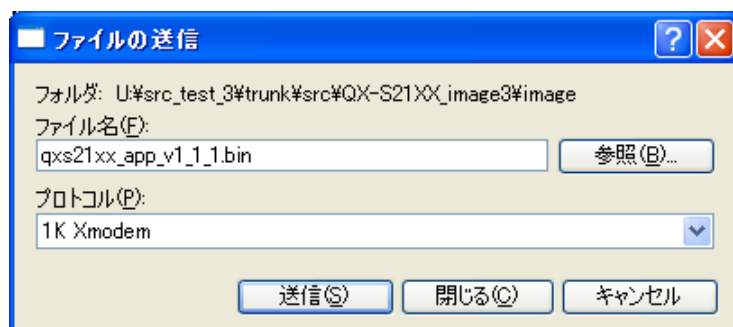 ファイルの送信
フォルダ: U:¥src_test_3¥trunk¥src¥QX-S21XX_image3¥image
ファイル名(F):
qxs21xx_app_v1_1_1.bin 参照(B)...
プロトコル(P):
1K Xmodem
送信(S) 閉じる(C) キャンセル